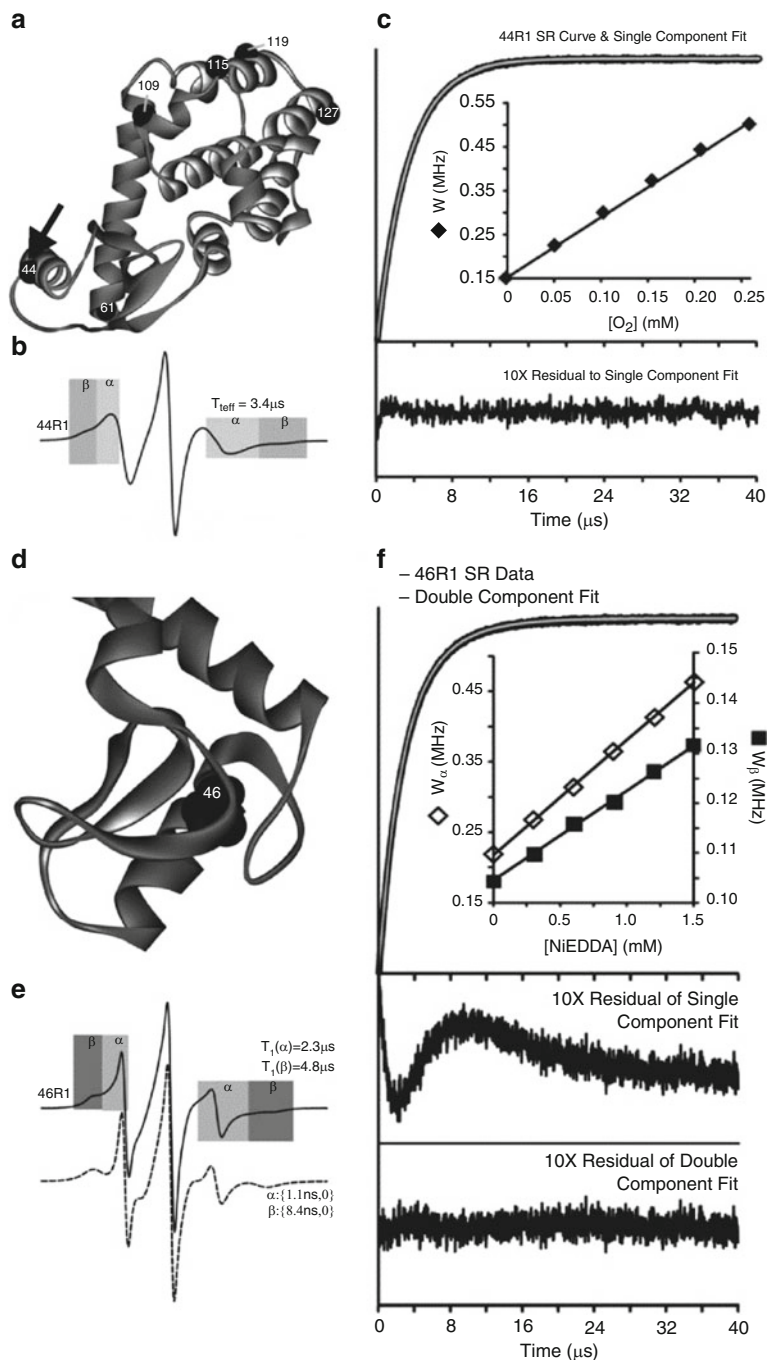 a
109
115
119
127
44
61
b
β α
44R1
Tteff = 3.4μs
α β
c
44R1 SR Curve & Single Component Fit
0.55
0.45
0.35
0.25
0.15
◆ W (MHz)
0 0.05 0.10 0.15 0.20 0.25
[O2] (mM)
10X Residual to Single Component Fit
0 8 16 24 32 40
Time (μs)
d
46
e
β α
46R1
T1(α)=2.3μs
T1(β)=4.8μs
α β
α:{1.1ns,0}
β:{8.4ns,0}
f
– 46R1 SR Data
– Double Component Fit
0.45
0.35
0.25
0.15
◇ Wα (MHz)
0.15
0.14
0.13
0.12
0.11
0.10
■ Wβ (MHz)
0 0.5 1.0 1.5
[NiEDDA] (mM)
10X Residual of Single
Component Fit
10X Residual of Double
Component Fit
0 8 16 24 32 40
Time (μs)